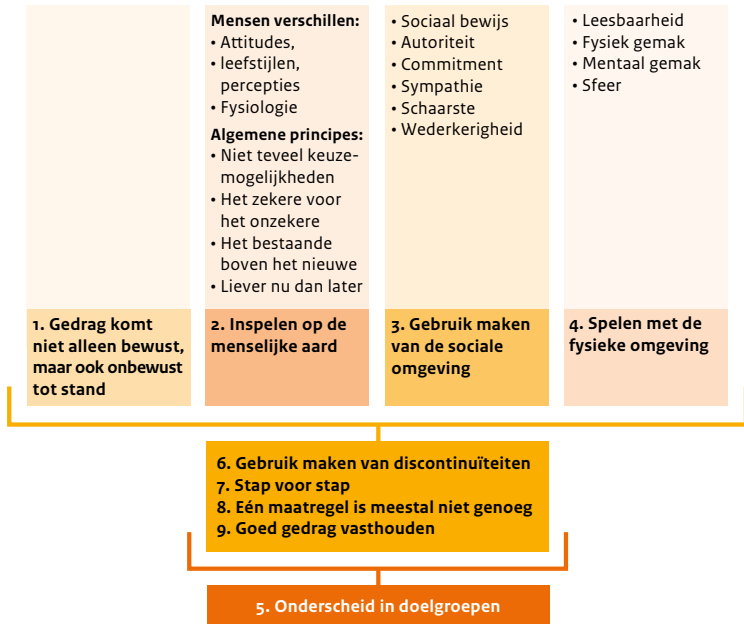 Mensen verschillen:
• Attitudes,
• leefstijlen,
percepties
• Fysiologie
Algemene principes:
• Niet teveel keuze-
mogelijkheden
• Het zekere voor
het onzekere
• Het bestaande
boven het nieuwe
• Liever nu dan later
• Sociaal bewijs
• Autoriteit
• Commitment
• Sympathie
• Schaarste
• Wederkerigheid
• Leesbaarheid
• Fysiek gemak
• Mentaal gemak
• Sfeer
1. Gedrag komt
niet alleen bewust,
maar ook onbewust
tot stand
2. Inspelen op de
menselijke aard
3. Gebruik maken
van de sociale
omgeving
4. Spelen met de
fysieke omgeving
6. Gebruik maken van discontinuïteiten
7. Stap voor stap
8. Eén maatregel is meestal niet genoeg
9. Goed gedrag vasthouden
5. Onderscheid in doelgroepen